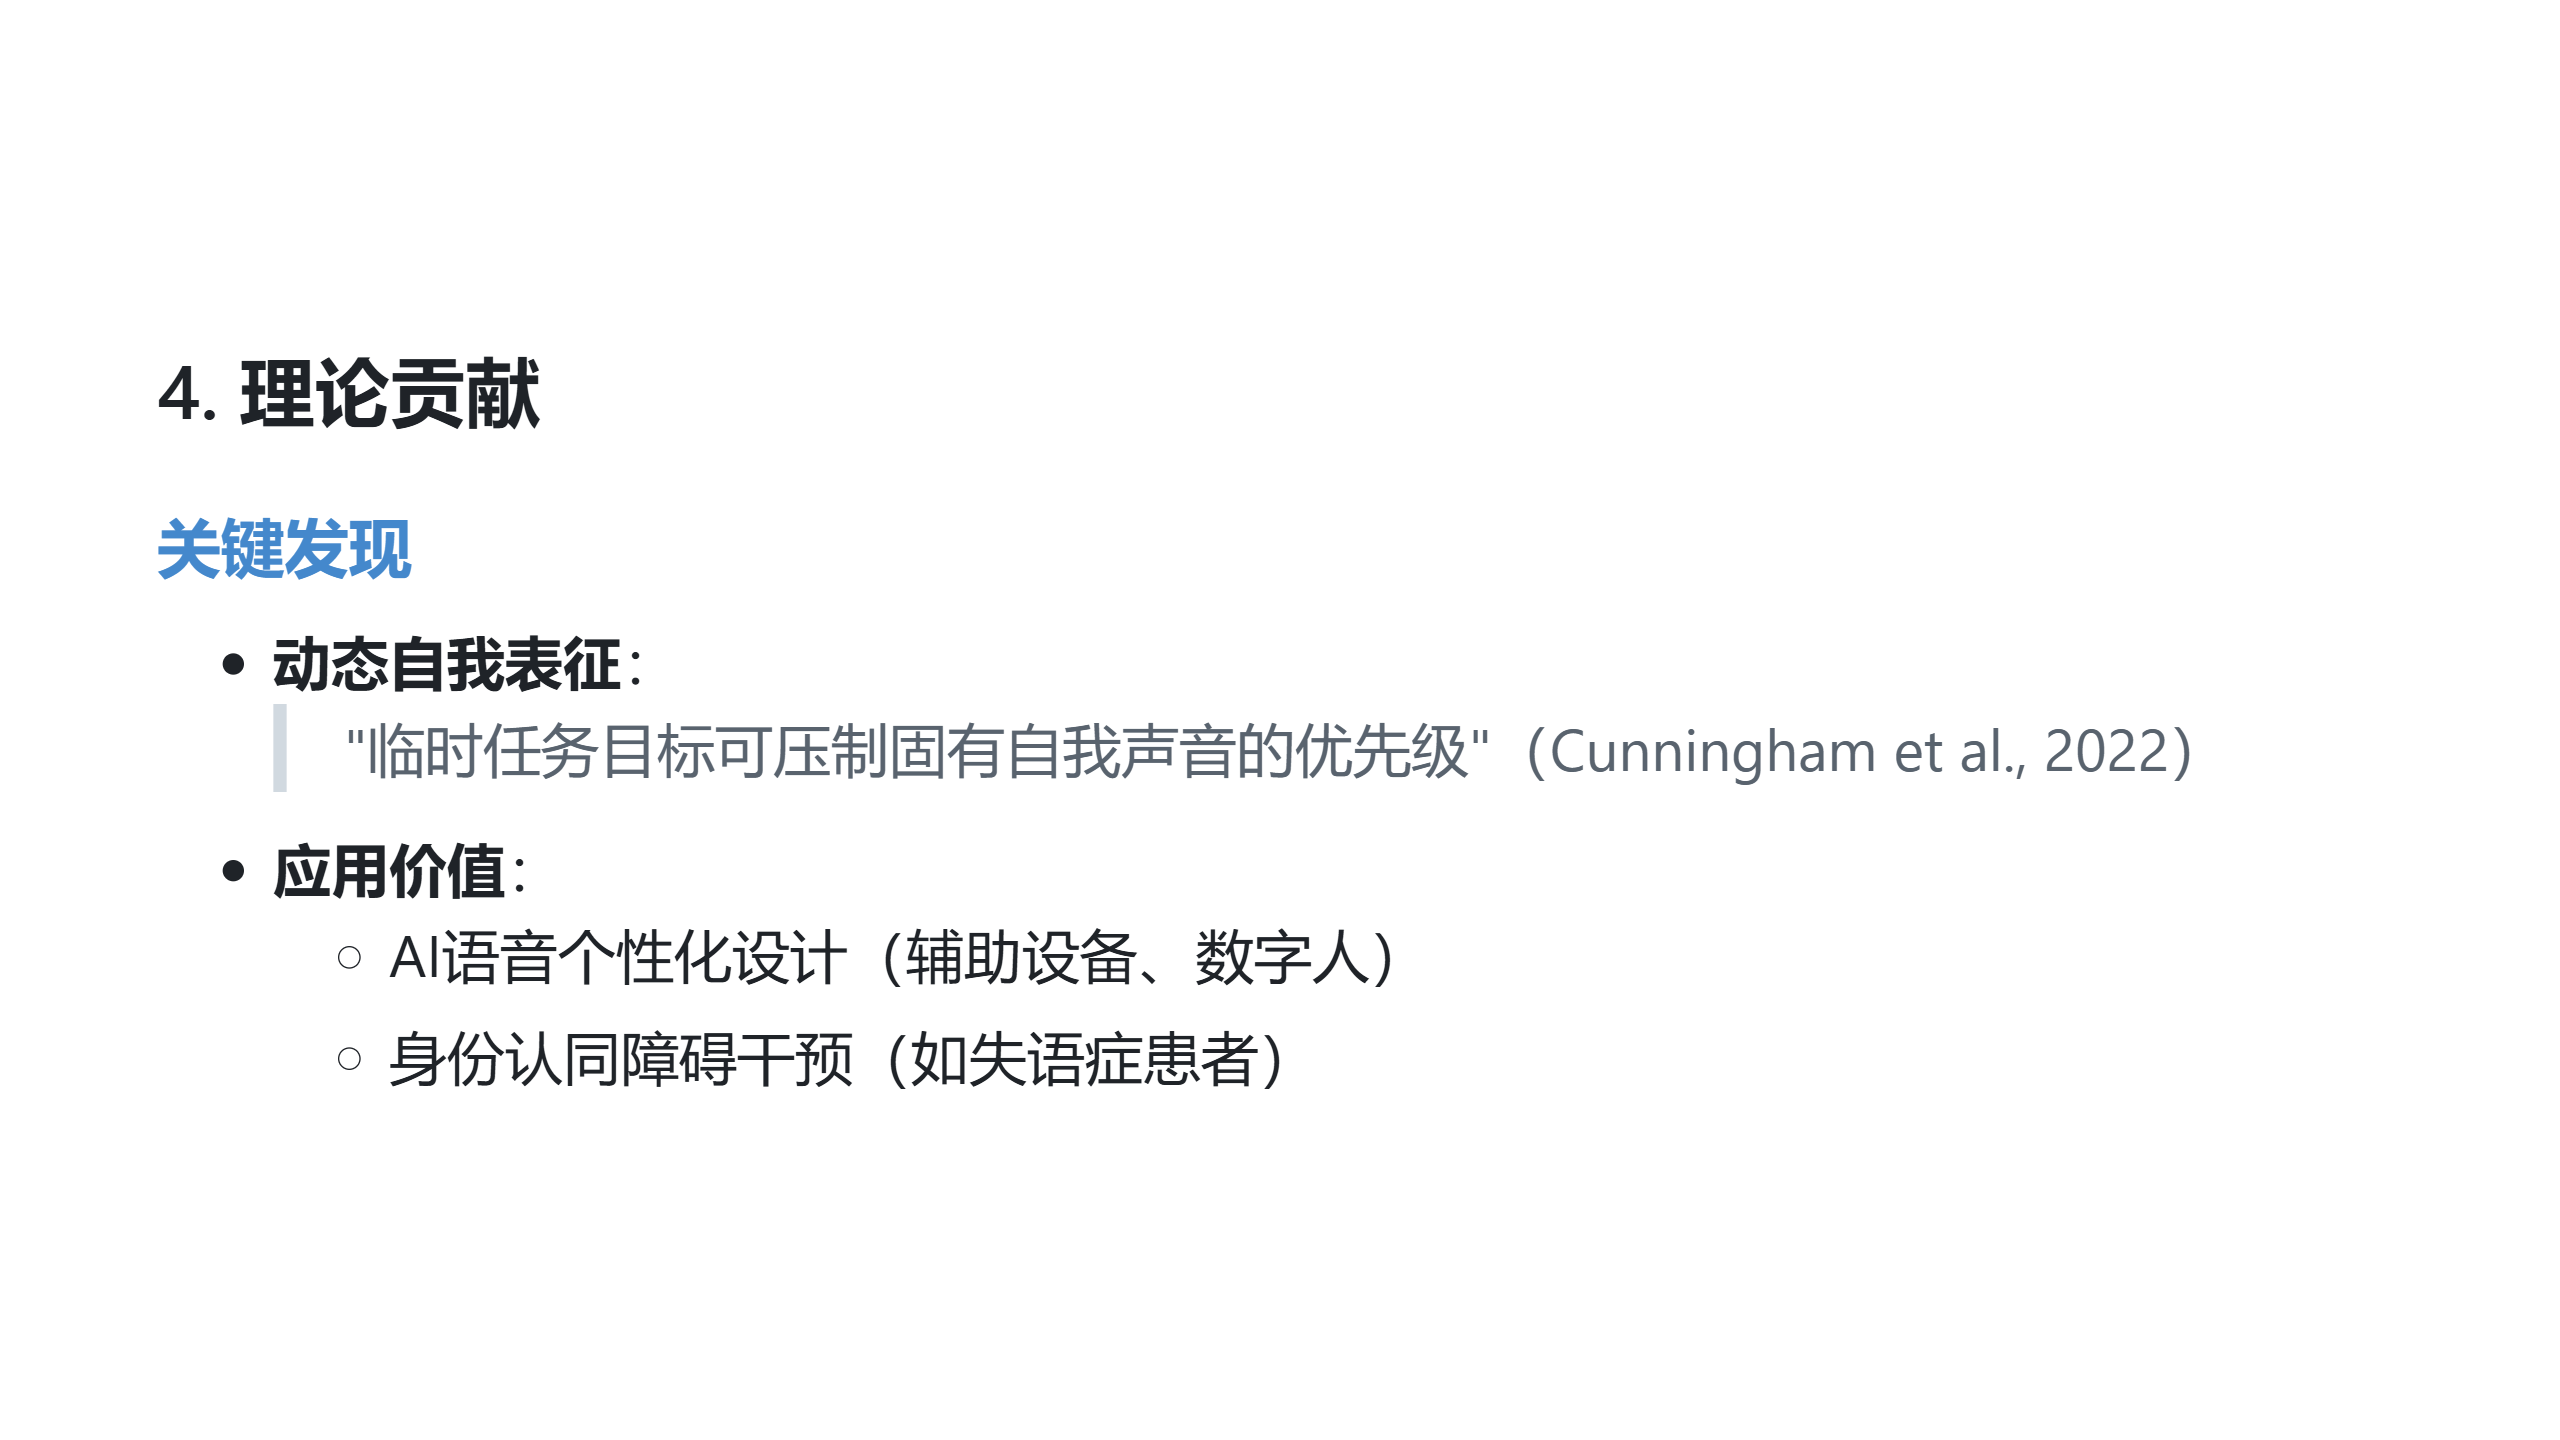 4. 理论贡献
关键发现
• 动态自我表征：
"临时任务目标可压制固有自我声音的优先级"（Cunningham et al., 2022）
• 应用价值：
○ AI语音个性化设计（辅助设备、数字人）
○ 身份认同障碍干预（如失语症患者）